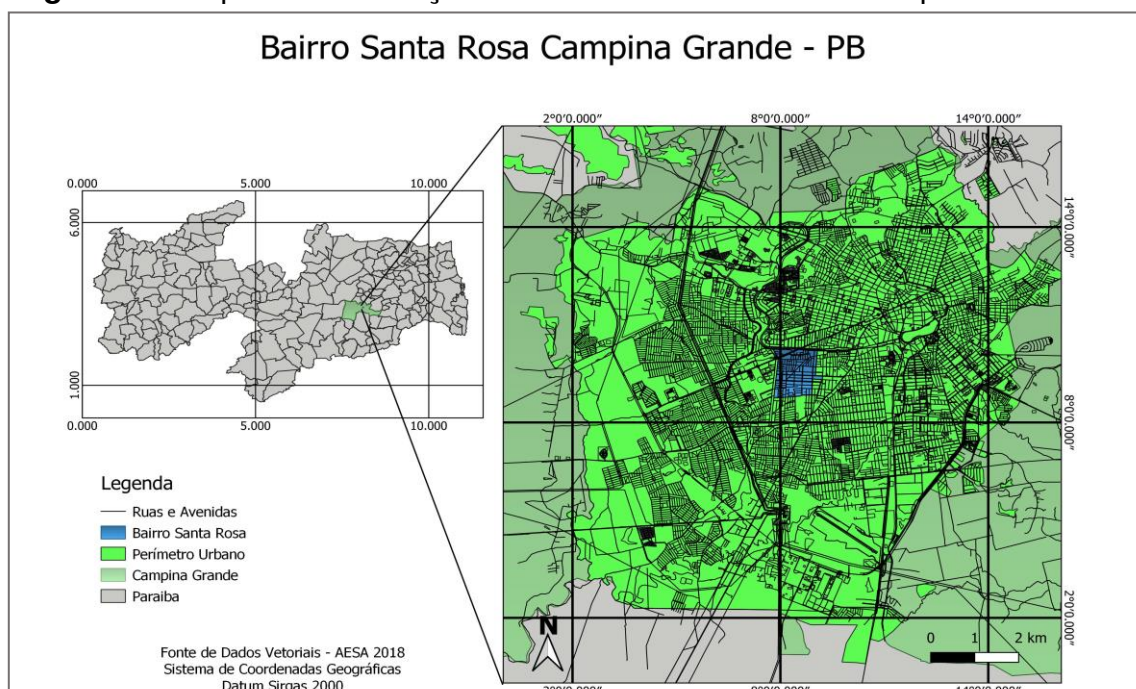 Bairro Santa Rosa Campina Grande - PB
2°0'0.000" 8°0'0.000" 14°0'0.000"
0.000 5.000 10.000
6.000
1.000
0.000 5.000 10.000
14°0'0.000"
8°0'0.000"
2°0'0.000"
Legenda
Ruas e Avenidas
Bairro Santa Rosa
Perímetro Urbano
Campina Grande
Paraiba
N
0 1 2 km
Fonte de Dados Vetoriais - AESA 2018
Sistema de Coordenadas Geográficas
Datum Sirgas 2000